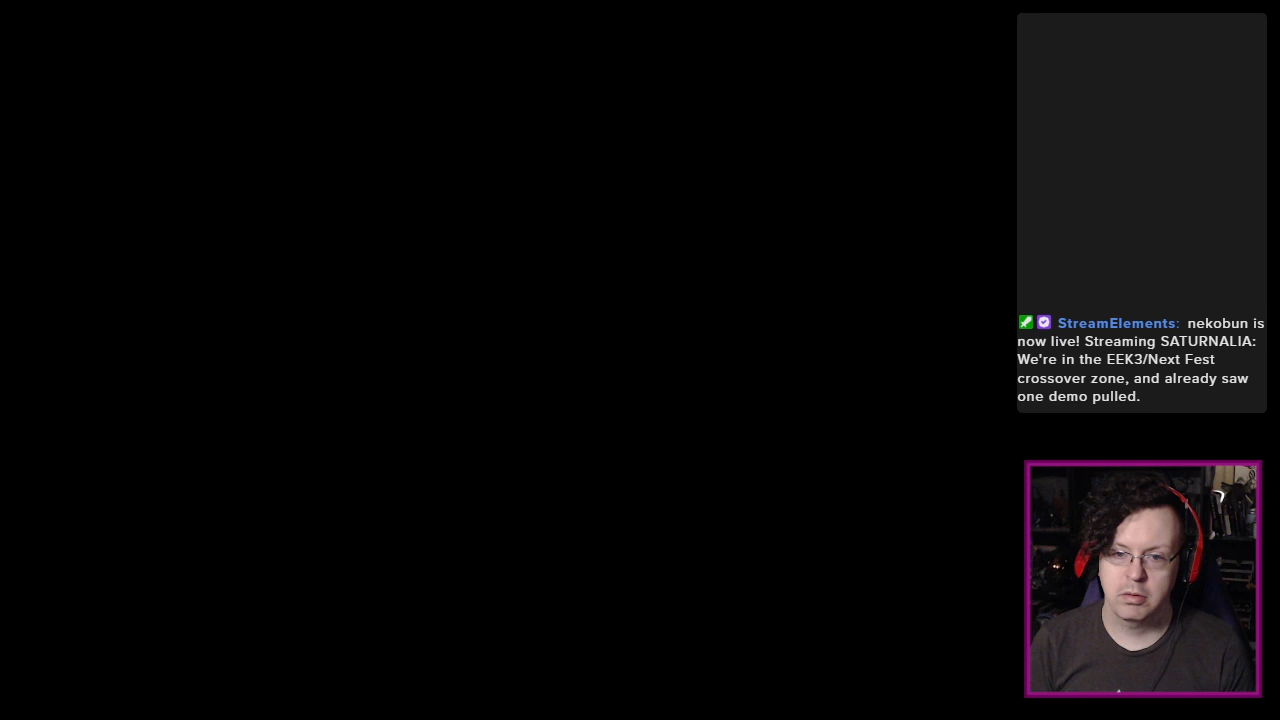 StreamElements: nekobun is
now live! Streaming SATURNALIA:
We're in the EEK3/Next Fest
crossover zone, and already saw
one demo pulled.